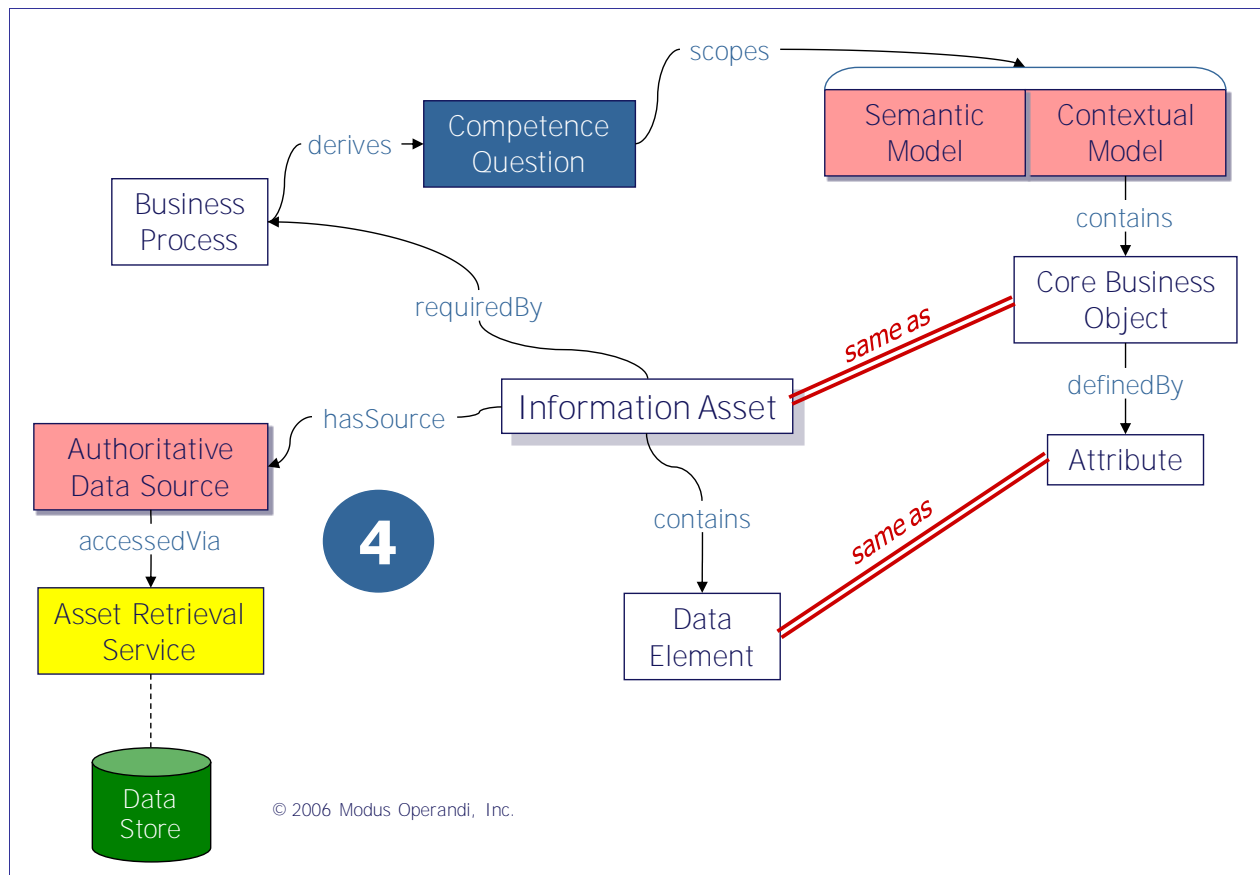 scopes
Semantic
Model
Contextual
Model
Competence
Question
derives
Business
Process
contains
Core Business
Object
requiredBy
same as
definedBy
Information Asset
hasSource
Authoritative
Data Source
Attribute
accessedVia
4
contains
same as
Asset Retrieval
Service
Data
Element
Data
Store
© 2006 Modus Operandi, Inc.